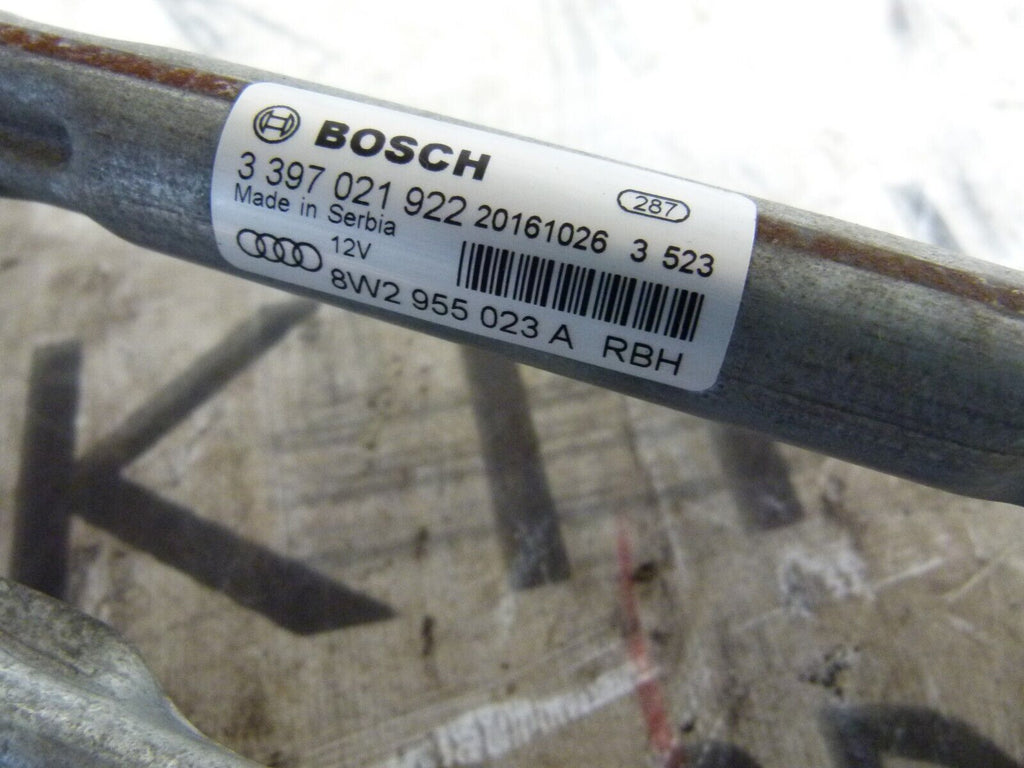 BOSCH
3 397 021 922 20161026 3 523
287
Made in Serbia
12V
8W2 955 023 A RBH